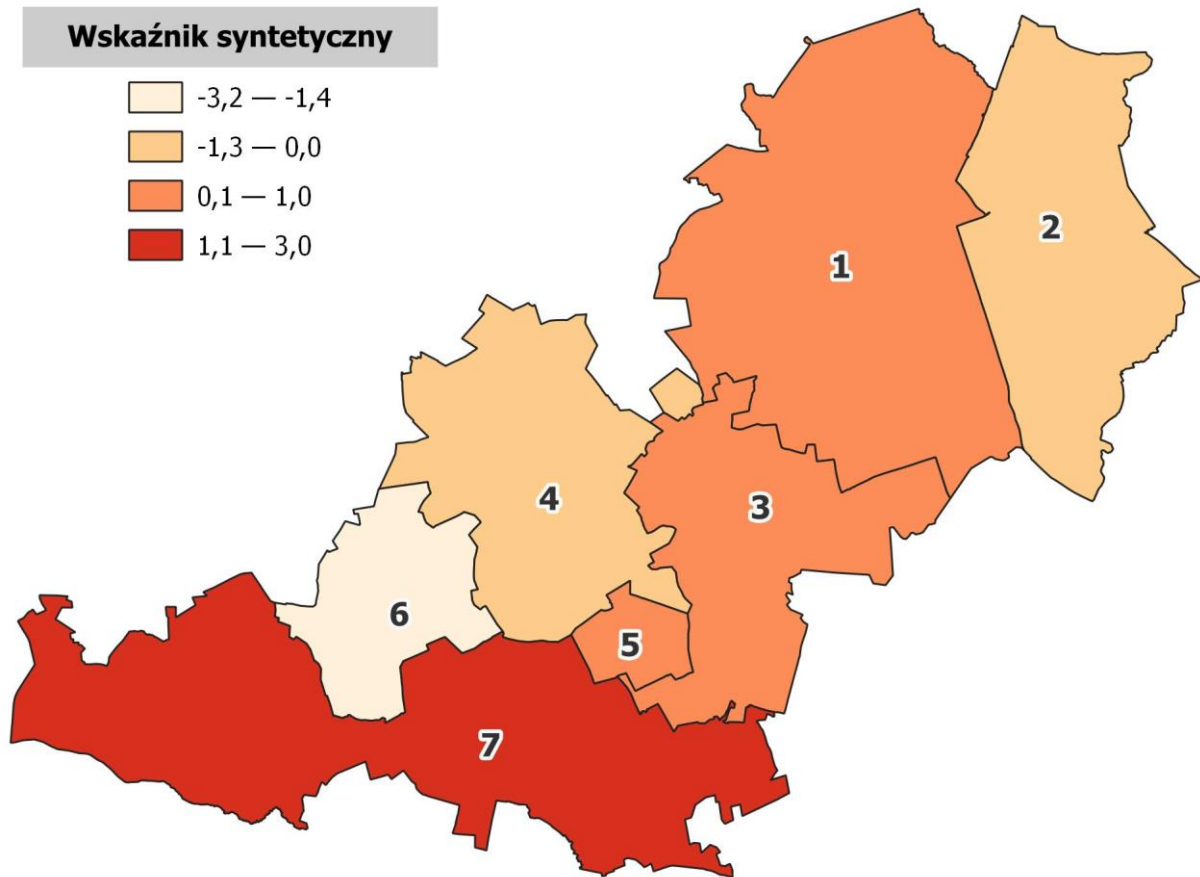 Wskaźnik syntetyczny
-3,2 — -1,4
-1,3 — 0,0
0,1 — 1,0
1,1 — 3,0
1
2
3
4
5
6
7